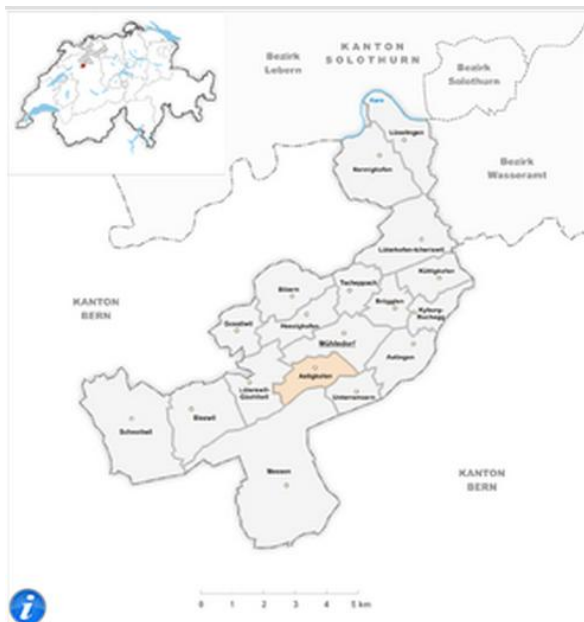 KANTON
SOLOTHURN
Bezirk
Lebern
Bezirk
Solothurn
Aare
Lüsslingen
Nennigkofen
Bezirk
Wasseramt
Lüterkofen-Ichertswil
Küttigkofen
Tscheppach
Bibern
Brügglen
Kyburg-
Buchegg
Gossliwil
Hessigkofen
Mühledorf
KANTON
BERN
Aetingen
Aetigkofen
Lüterswil-
Gächliwil
Unterramsern
Biezwil
Schnottwil
Messen
KANTON
BERN
0 1 2 3 4 5 km
i